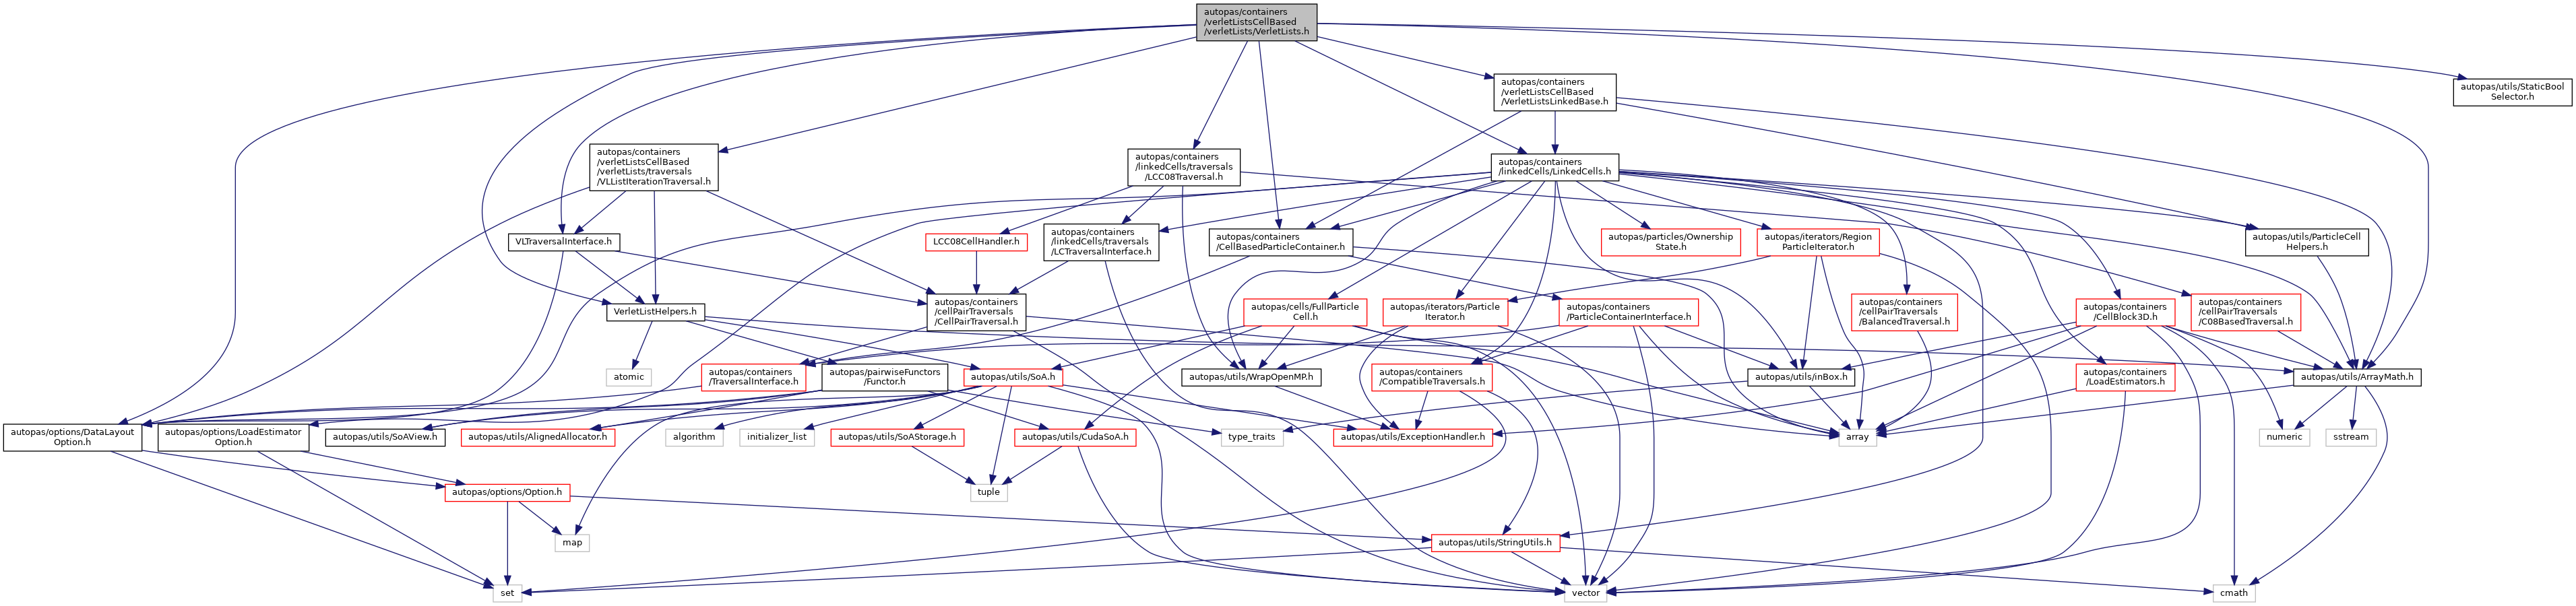 autopas/containers
/verletListsCellBased
/verletLists/VerletLists.h
autopas/containers
/verletListsCellBased
/VerletListsLinkedBase.h
autopas/utils/StaticBool
Selector.h
autopas/containers
/verletListsCellBased
/verletLists/traversals
/VLListIterationTraversal.h
autopas/containers
/linkedCells/traversals
/LCC08Traversal.h
autopas/containers
/linkedCells/LinkedCells.h
VLTraversalInterface.h
LCC08CellHandler.h
autopas/containers
/linkedCells/traversals
/LCTraversalInterface.h
autopas/containers
/CellBasedParticleContainer.h
autopas/particles/Ownership
State.h
autopas/iterators/Region
ParticleIterator.h
autopas/utils/ParticleCell
Helpers.h
VerletListHelpers.h
autopas/containers
/cellPairTraversals
/CellPairTraversal.h
autopas/cells/FullParticle
Cell.h
autopas/iterators/Particle
Iterator.h
autopas/containers
/ParticleContainerInterface.h
autopas/containers
/cellPairTraversals
/BalancedTraversal.h
autopas/containers
/CellBlock3D.h
autopas/containers
/cellPairTraversals
/C08BasedTraversal.h
atomic
autopas/containers
/TraversalInterface.h
autopas/pairwiseFunctors
/Functor.h
autopas/utils/SoA.h
autopas/utils/WrapOpenMP.h
autopas/containers
/CompatibleTraversals.h
autopas/utils/inBox.h
autopas/containers
/LoadEstimators.h
autopas/utils/ArrayMath.h
autopas/options/DataLayout
Option.h
autopas/options/LoadEstimator
Option.h
autopas/utils/SoAView.h
autopas/utils/AlignedAllocator.h
algorithm
initializer_list
autopas/utils/SoAStorage.h
autopas/utils/CudaSoA.h
type_traits
autopas/utils/ExceptionHandler.h
array
numeric
sstream
autopas/options/Option.h
tuple
map
autopas/utils/StringUtils.h
set
vector
cmath